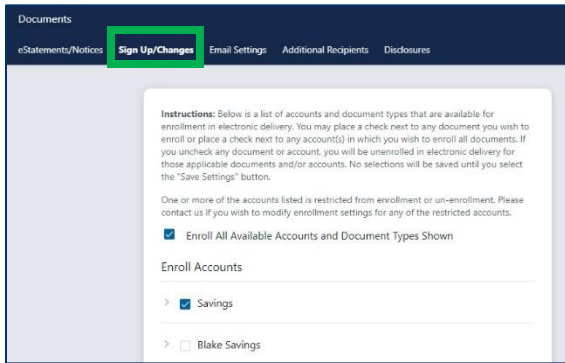 Documents
eStatements/Notices Sign Up/Changes Email Settings Additional Recipients Disclosures
Instructions: Below is a list of accounts and document types that are available for
enrollment in electronic delivery. You may place a check next to any document you wish to
enroll or place a check next to any account(s) in which you wish to enroll all documents. If
you uncheck any document or account, you will be unenrolled in electronic delivery for
those applicable documents and/or accounts. No selections will be saved until you select
the "Save Settings" button.
One or more of the accounts listed is restricted from enrollment or un-enrollment. Please
contact us if you wish to modify enrollment settings for any of the restricted accounts.
Enroll All Available Accounts and Document Types Shown
Enroll Accounts
Savings
Blake Savings